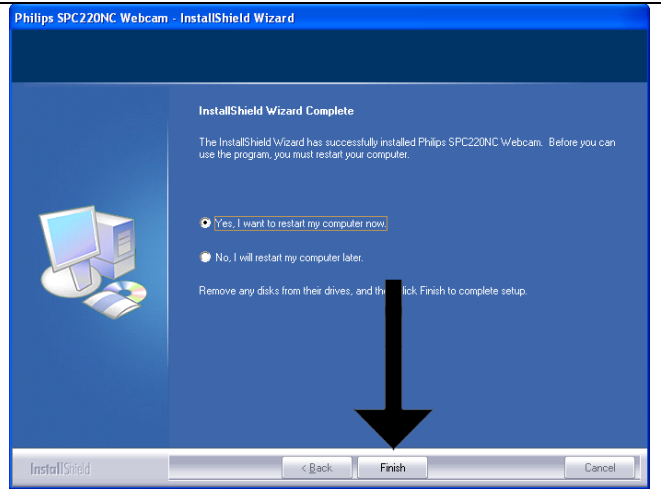 Philips SPC220NC Webcam - InstallShield Wizard
InstallShield Wizard Complete
The InstallShield Wizard has successfully installed Philips SPC220NC Webcam. Before you can
use the program, you must restart your computer.
Yes, I want to restart my computer now.
No, I will restart my computer later.
Remove any disks from their drives, and lick Finish to complete setup.
InstallShield
< Back
Finish
Cancel